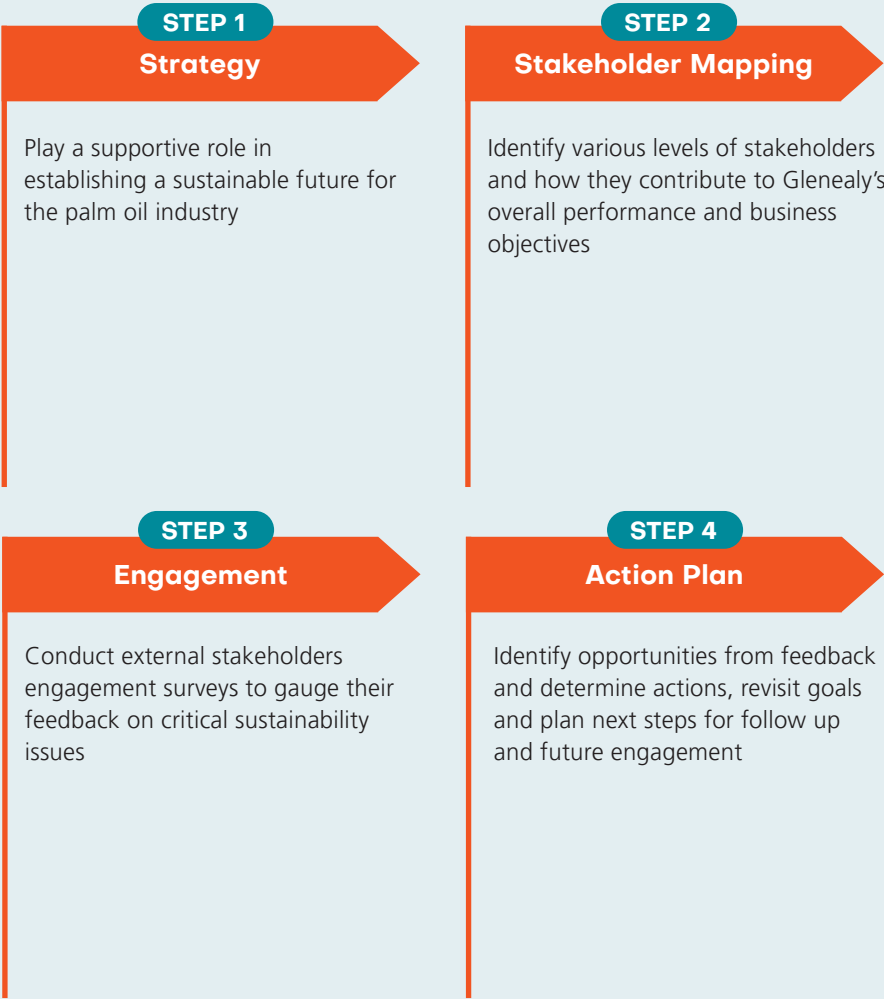 STEP 1
Strategy
Play a supportive role in
establishing a sustainable future for
the palm oil industry
STEP 2
Stakeholder Mapping
Identify various levels of stakeholders
and how they contribute to Glenealy’s
overall performance and business
objectives
STEP 3
Engagement
Conduct external stakeholders
engagement surveys to gauge their
feedback on critical sustainability
issues
STEP 4
Action Plan
Identify opportunities from feedback
and determine actions, revisit goals
and plan next steps for follow up
and future engagement